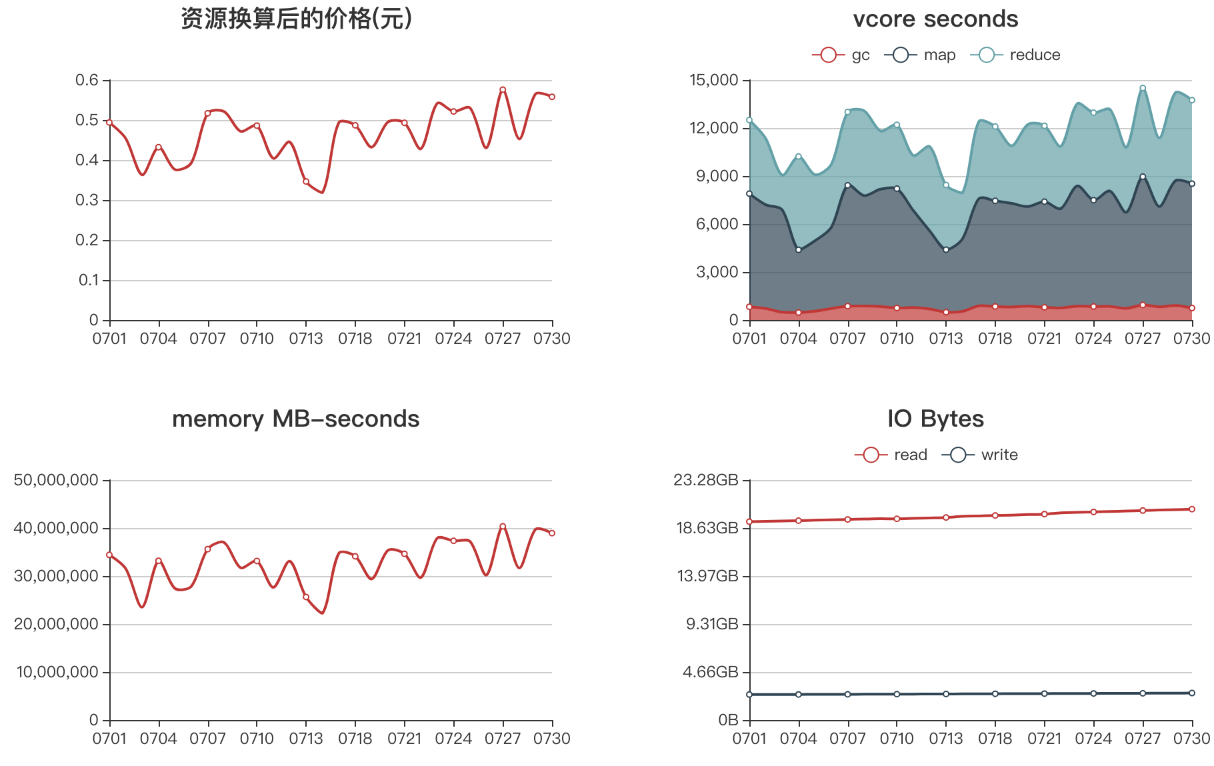 资源换算后的价格(元)
0.6
0.5
0.4
0.3
0.2
0.1
0
0701 0704 0707 0710 0713 0718 0721 0724 0727 0730
vcore seconds
gc map reduce
15,000
12,000
9,000
6,000
3,000
0
0701 0704 0707 0710 0713 0718 0721 0724 0727 0730
memory MB-seconds
50,000,000
40,000,000
30,000,000
20,000,000
10,000,000
0
0701 0704 0707 0710 0713 0718 0721 0724 0727 0730
IO Bytes
read write
23.28GB
18.63GB
13.97GB
9.31GB
4.66GB
0B
0701 0704 0707 0710 0713 0718 0721 0724 0727 0730